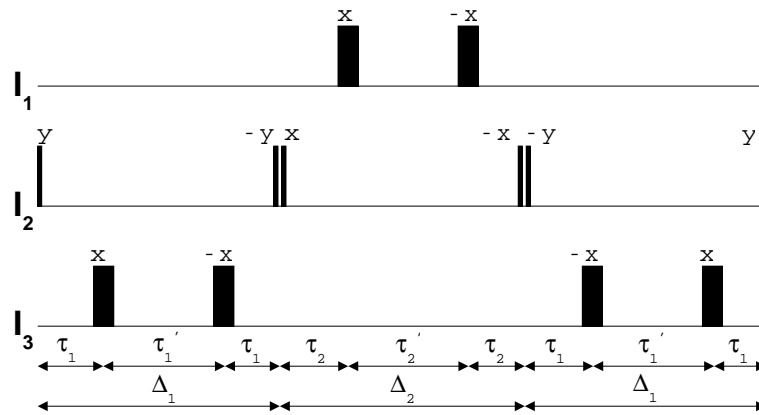 x -x
I1
y -y x -x -y y
I2
x -x -x x
I3
τ1 τ1′ τ1 τ2 τ2′ τ2 τ1 τ1′ τ1
Δ1 Δ2 Δ1